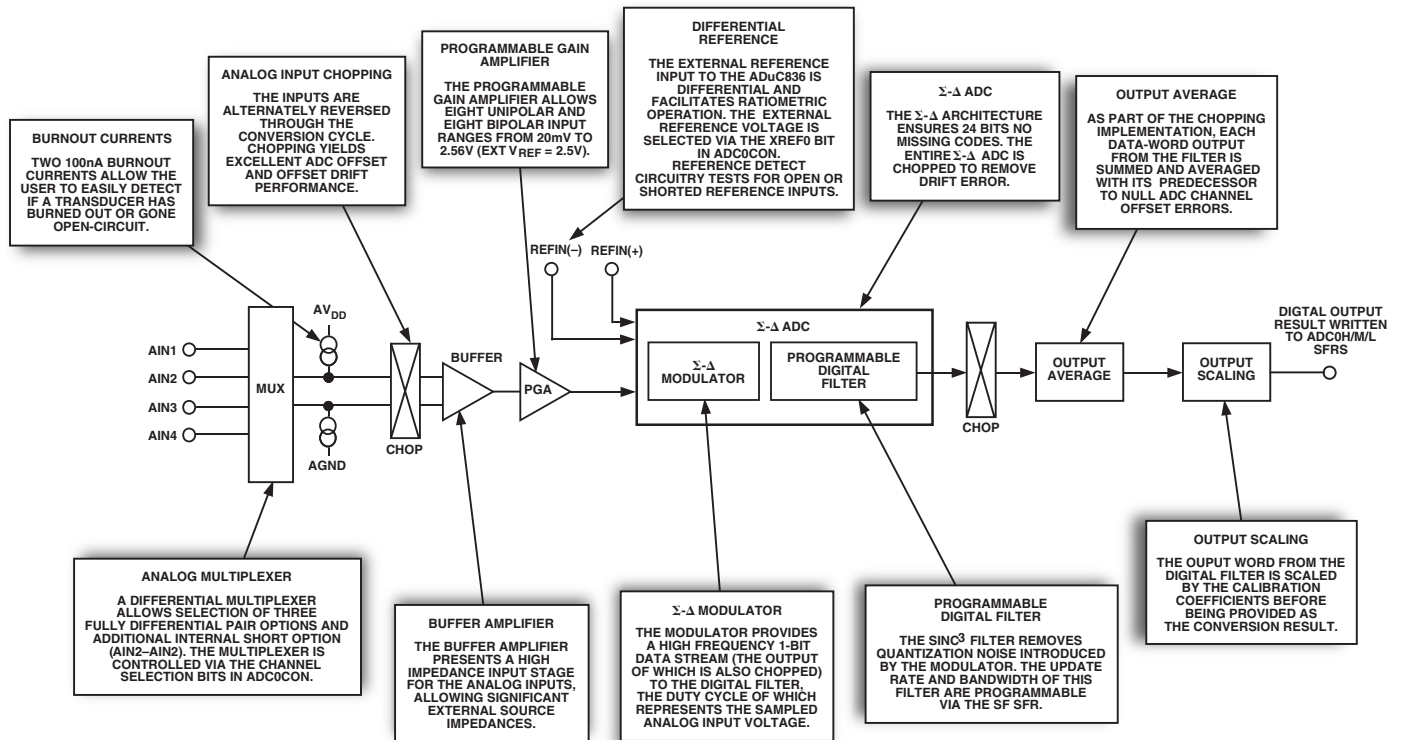 BURNOUT CURRENTS
TWO 100nA BURNOUT
CURRENTS ALLOW THE
USER TO EASILY DETECT
IF A TRANSDUCER HAS
BURNED OUT OR GONE
OPEN-CIRCUIT.
ANALOG INPUT CHOPPING
THE INPUTS ARE
ALTERNATELY REVERSED
THROUGH THE
CONVERSION CYCLE.
CHOPPING YIELDS
EXCELLENT ADC OFFSET
AND OFFSET DRIFT
PERFORMANCE.
PROGRAMMABLE GAIN
AMPLIFIER
THE PROGRAMMABLE
GAIN AMPLIFIER ALLOWS
EIGHT UNIPOLAR AND
EIGHT BIPOLAR INPUT
RANGES FROM 20mV TO
2.56V (EXT VREF = 2.5V).
DIFFERENTIAL
REFERENCE
THE EXTERNAL REFERENCE
INPUT TO THE ADuC836 IS
DIFFERENTIAL AND
FACILITATES RATIOMETRIC
OPERATION. THE EXTERNAL
REFERENCE VOLTAGE IS
SELECTED VIA THE XREF0 BIT
IN ADC0CON.
REFERENCE DETECT
CIRCUITRY TESTS FOR OPEN OR
SHORTED REFERENCE INPUTS.
Σ-Δ ADC
THE Σ-Δ ARCHITECTURE
ENSURES 24 BITS NO
MISSING CODES. THE
ENTIRE Σ-Δ ADC IS
CHOPPED TO REMOVE
DRIFT ERROR.
OUTPUT AVERAGE
AS PART OF THE CHOPPING
IMPLEMENTATION, EACH
DATA-WORD OUTPUT
FROM THE FILTER IS
SUMMED AND AVERAGED
WITH ITS PREDECESSOR
TO NULL ADC CHANNEL
OFFSET ERRORS.
REFIN(–) REFIN(+)
AIN1
AIN2
AIN3
AIN4
MUX
AVDD
AGND
CHOP
BUFFER
PGA
Σ-Δ ADC
Σ-Δ
MODULATOR
PROGRAMMABLE
DIGITAL
FILTER
CHOP
OUTPUT
AVERAGE
OUTPUT
SCALING
DIGTAL OUTPUT
RESULT WRITTEN
TO ADC0H/M/L
SFRS
ANALOG MULTIPLEXER
A DIFFERENTIAL MULTIPLEXER
ALLOWS SELECTION OF THREE
FULLY DIFFERENTIAL PAIR OPTIONS AND
ADDITIONAL INTERNAL SHORT OPTION
(AIN2–AIN2). THE MULTIPLEXER IS
CONTROLLED VIA THE CHANNEL
SELECTION BITS IN ADC0CON.
BUFFER AMPLIFIER
THE BUFFER AMPLIFIER
PRESENTS A HIGH
IMPEDANCE INPUT STAGE
FOR THE ANALOG INPUTS,
ALLOWING SIGNIFICANT
EXTERNAL SOURCE
IMPEDANCES.
Σ-Δ MODULATOR
THE MODULATOR PROVIDES
A HIGH FREQUENCY 1-BIT
DATA STREAM (THE OUTPUT
OF WHICH IS ALSO CHOPPED)
TO THE DIGITAL FILTER,
THE DUTY CYCLE OF WHICH
REPRESENTS THE SAMPLED
ANALOG INPUT VOLTAGE.
PROGRAMMABLE
DIGITAL FILTER
THE SINC3 FILTER REMOVES
QUANTIZATION NOISE INTRODUCED
BY THE MODULATOR. THE UPDATE
RATE AND BANDWIDTH OF THIS
FILTER ARE PROGRAMMABLE
VIA THE SF SFR.
OUTPUT SCALING
THE OUPUT WORD FROM THE
DIGITAL FILTER IS SCALED
BY THE CALIBRATION
COEFFICIENTS BEFORE
BEING PROVIDED AS
THE CONVERSION RESULT.